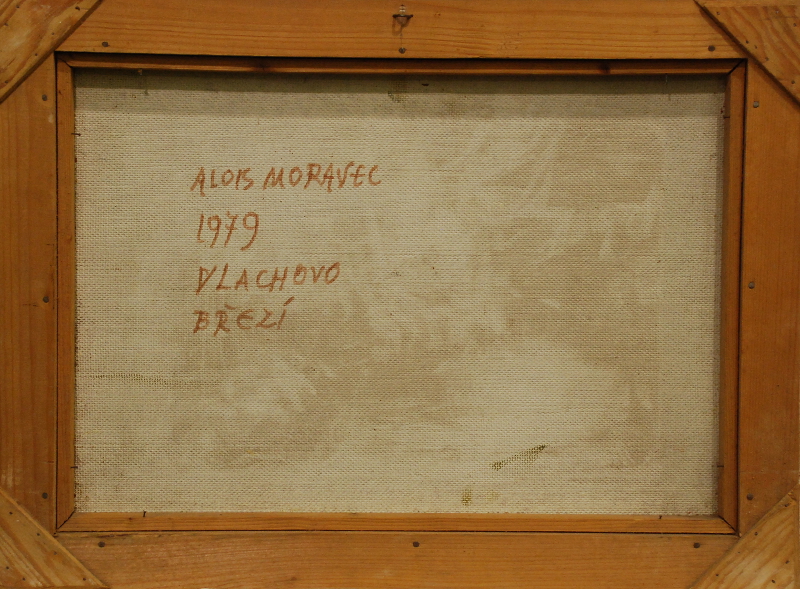 ALOIS MORAVEC
1979
VLACHOVO
BŘEZÍ